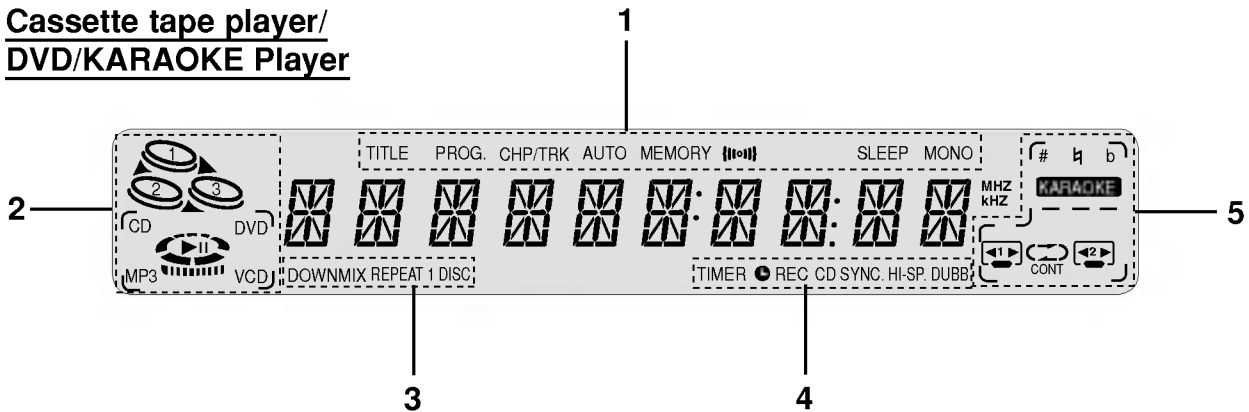 Cassette tape player/
DVD/KARAOKE Player
1
TITLE PROG. CHP/TRK AUTO MEMORY SLEEP MONO
# ♮ b
1
2 3
MHZ
kHZ
KARAOKE
2
5
CD DVD
MP3 VCD
1 2
CONT
DOWNMIX REPEAT 1 DISC
TIMER REC CD SYNC. HI-SP. DUBB
3
4